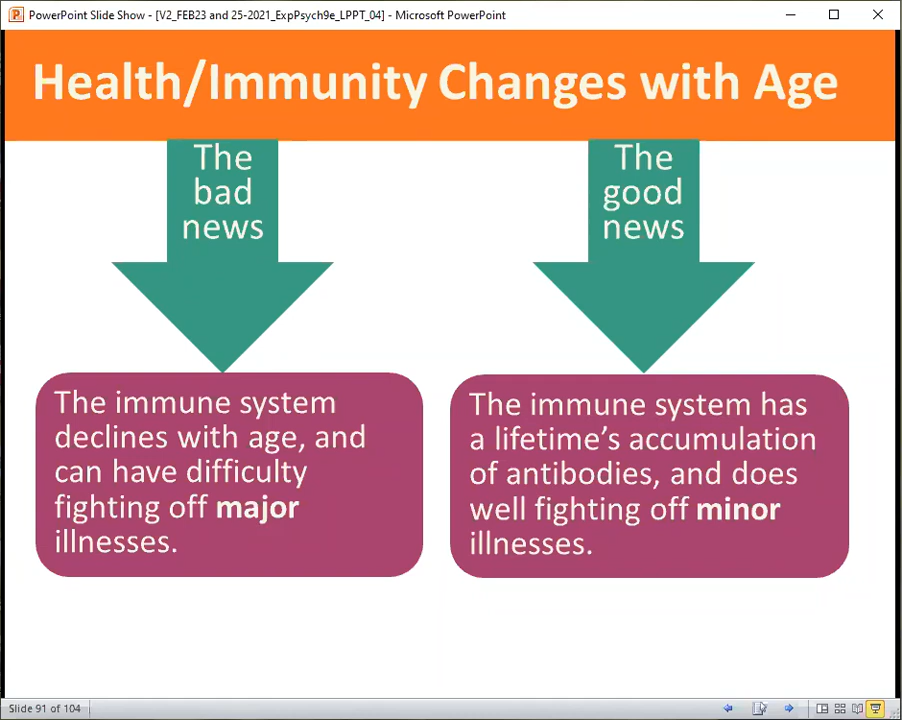 PowerPoint Slide Show - [V2_FEB23 and 25-2021_ExpPsych9e_LPPT_04] - Microsoft PowerPoint
Health/Immunity Changes with Age
The
bad
news
The
good
news
The immune system
declines with age, and
can have difficulty
fighting off major
illnesses.
The immune system has
a lifetime’s accumulation
of antibodies, and does
well fighting off minor
illnesses.
Slide 91 of 104